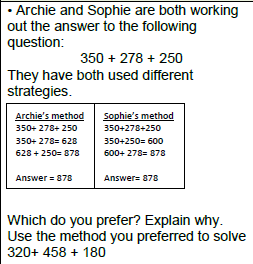 • Archie and Sophie are both working
out the answer to the following
question:
350 + 278 + 250
They have both used different
strategies.
Archie's method
350+ 278+ 250
350+ 278= 628
628 + 250= 878
Answer = 878
Sophie's method
350+278+250
350+250= 600
600+ 278= 878
Answer= 878
Which do you prefer? Explain why.
Use the method you preferred to solve
320+ 458 + 180